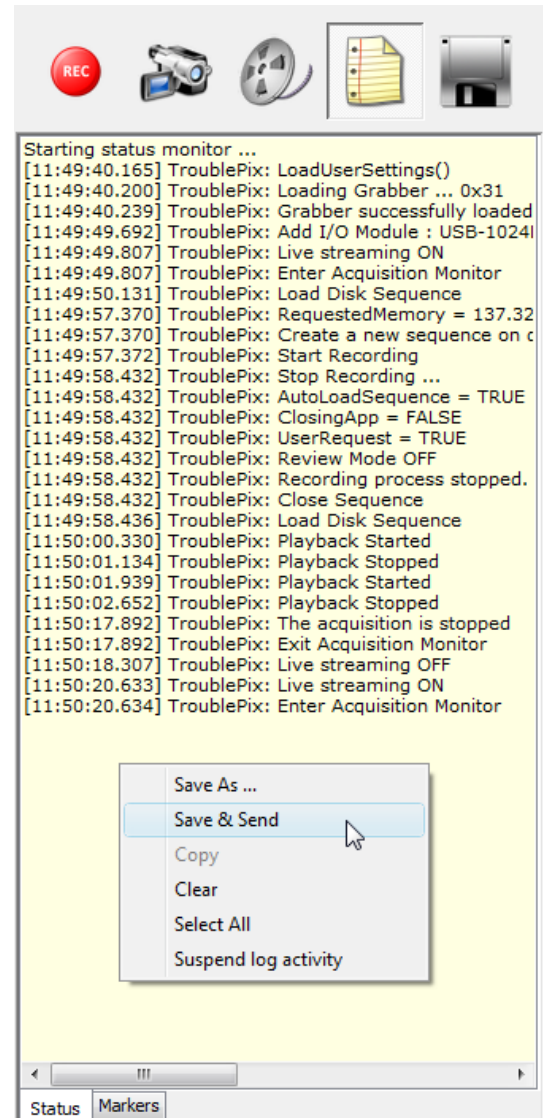 REC
Starting status monitor ...
[11:49:40.165] TroublePix: LoadUserSettings()
[11:49:40.200] TroublePix: Loading Grabber ... 0x31
[11:49:40.239] TroublePix: Grabber successfully loaded
[11:49:49.692] TroublePix: Add I/O Module : USB-1024
[11:49:49.807] TroublePix: Live streaming ON
[11:49:49.807] TroublePix: Enter Acquisition Monitor
[11:49:50.131] TroublePix: Load Disk Sequence
[11:49:57.370] TroublePix: RequestedMemory = 137.32
[11:49:57.370] TroublePix: Create a new sequence on
[11:49:57.372] TroublePix: Start Recording
[11:49:58.432] TroublePix: Stop Recording ...
[11:49:58.432] TroublePix: AutoLoadSequence = TRUE
[11:49:58.432] TroublePix: ClosingApp = FALSE
[11:49:58.432] TroublePix: UserRequest = TRUE
[11:49:58.432] TroublePix: Review Mode OFF
[11:49:58.432] TroublePix: Recording process stopped.
[11:49:58.432] TroublePix: Close Sequence
[11:49:58.436] TroublePix: Load Disk Sequence
[11:50:00.330] TroublePix: Playback Started
[11:50:01.134] TroublePix: Playback Stopped
[11:50:01.939] TroublePix: Playback Started
[11:50:02.652] TroublePix: Playback Stopped
[11:50:17.892] TroublePix: The acquisition is stopped
[11:50:17.892] TroublePix: Exit Acquisition Monitor
[11:50:18.307] TroublePix: Live streaming OFF
[11:50:20.633] TroublePix: Live streaming ON
[11:50:20.634] TroublePix: Enter Acquisition Monitor
Save As ...
Save & Send
Copy
Clear
Select All
Suspend log activity
Status Markers